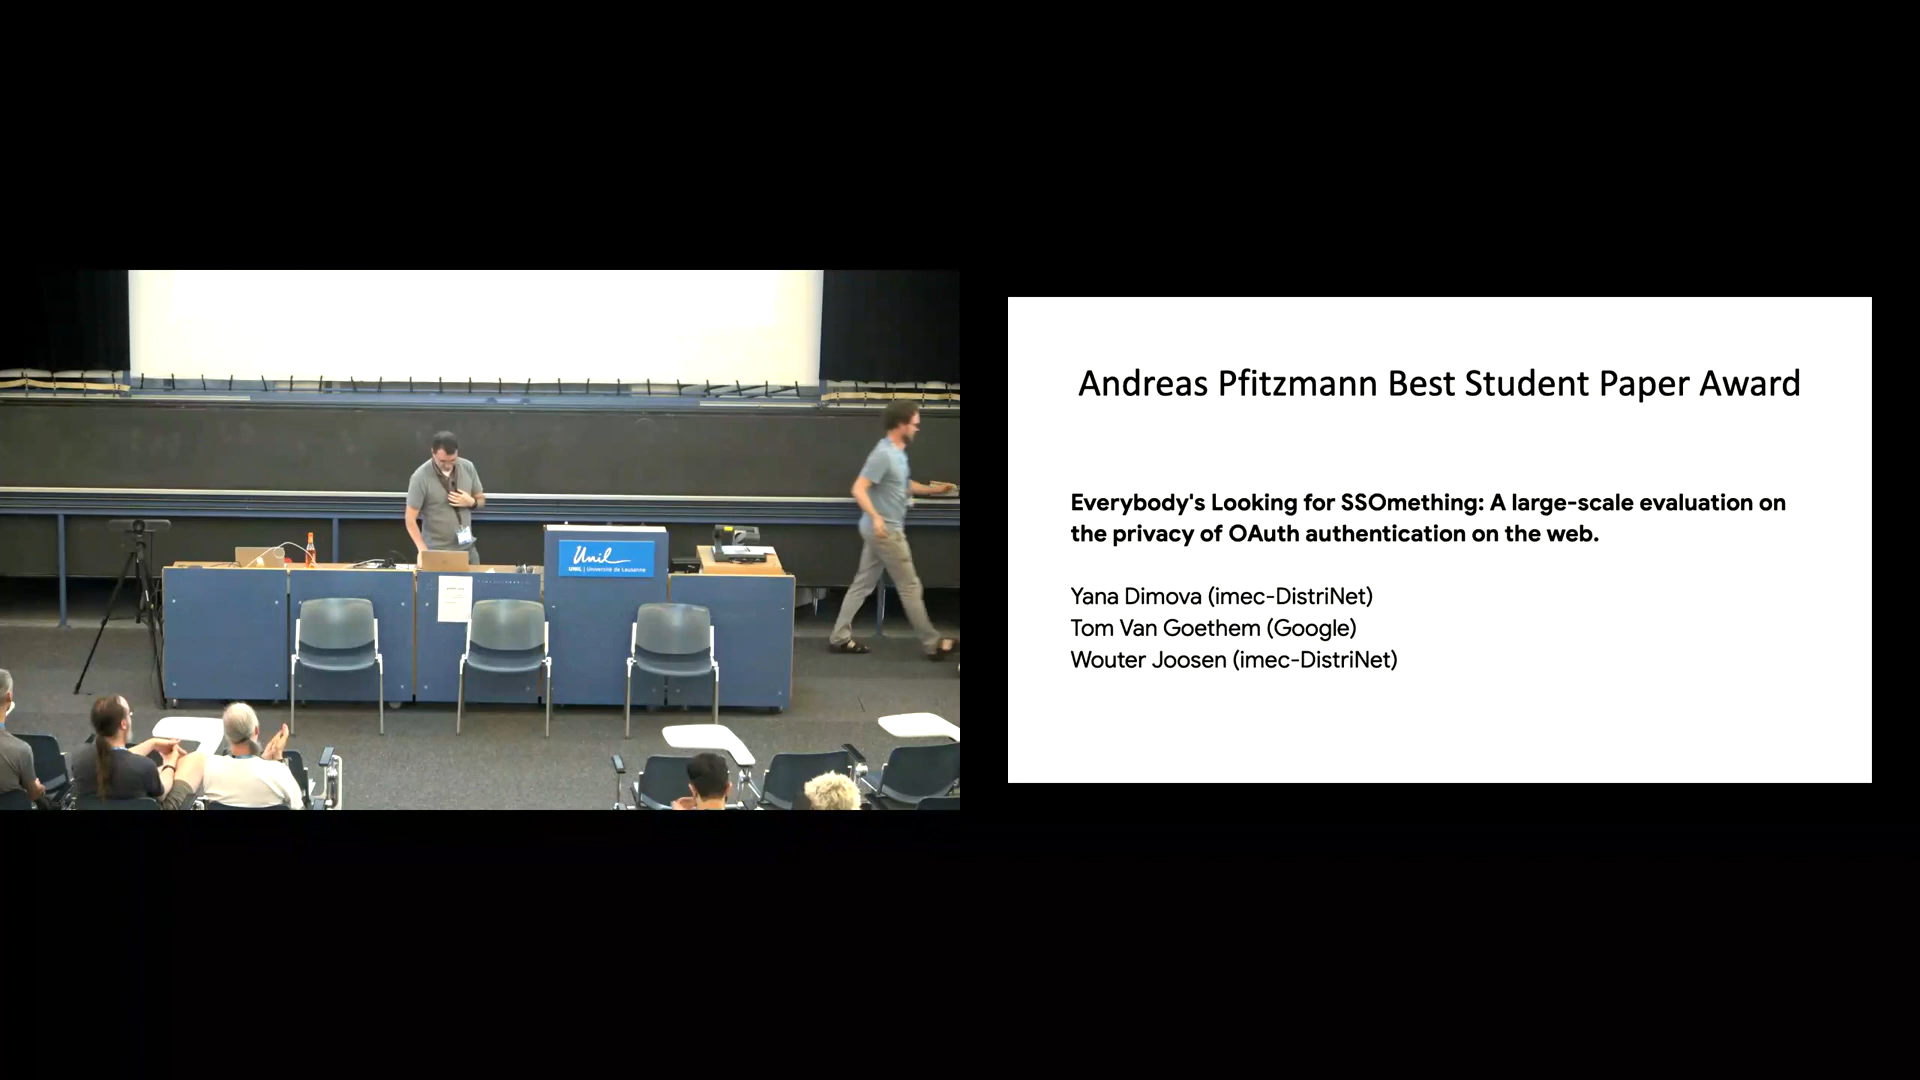 Andreas Pfitzmann Best Student Paper Award
Everybody's Looking for SSOmething: A large-scale evaluation on
the privacy of OAuth authentication on the web.
Yana Dimova (imec-DistriNet)
Tom Van Goethem (Google)
Wouter Joosen (imec-DistriNet)
Unil
UNIL | Université de Lausanne